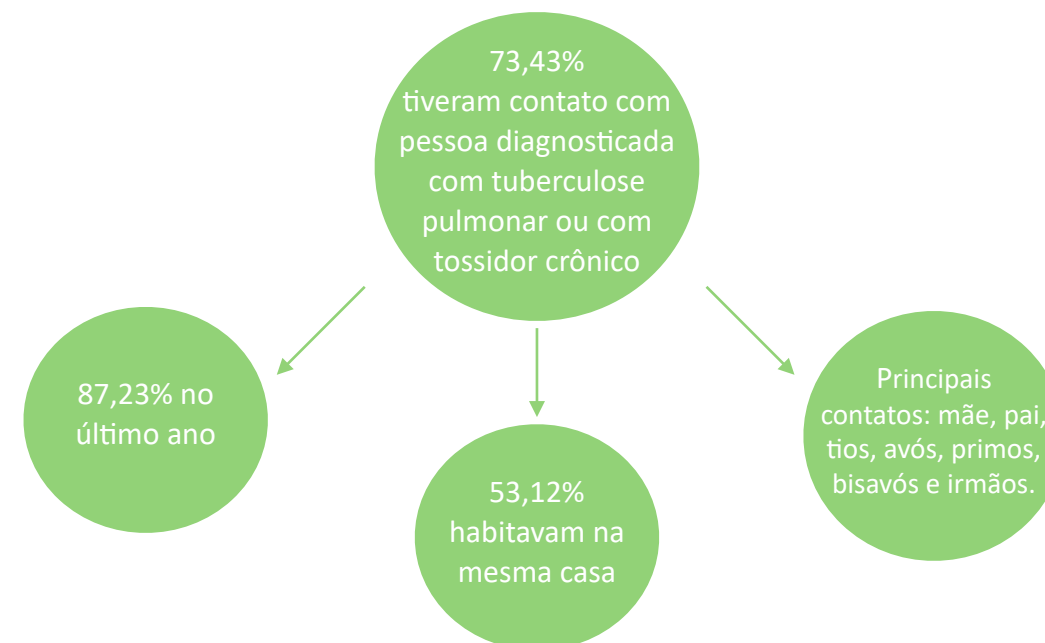 73,43%
tiveram contato com
pessoa diagnosticada
com tuberculose
pulmonar ou com
tossidor crônico
87,23% no
último ano
53,12%
habitavam na
mesma casa
Principais
contatos: mãe, pai,
tios, avós, primos,
bisavós e irmãos.